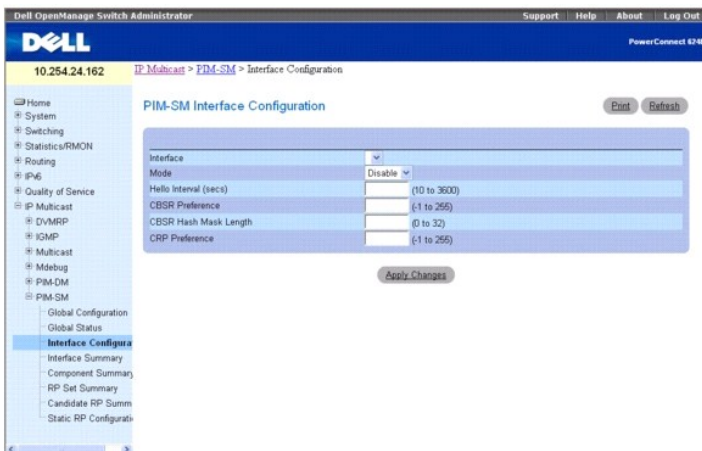 Dell OpenManage Switch Administrator
Support Help About Log Out
DELL
PowerConnect 6248
10.254.24.162
IP Multicast > PIM-SM > Interface Configuration
Home
System
Switching
Statistics/RMON
Routing
IPv6
Quality of Service
IP Multicast
DVMRP
IGMP
Multicast
Mdebug
PIM-DM
PIM-SM
Global Configuration
Global Status
Interface Configura
Interface Summary
Component Summary
RP Set Summary
Candidate RP Summ
Static RP Configurati
PIM-SM Interface Configuration
Print Refresh
Interface
Mode Disable
Hello Interval (secs) (10 to 3600)
CBSR Preference (-1 to 255)
CBSR Hash Mask Length (0 to 32)
CRP Preference (-1 to 255)
Apply Changes